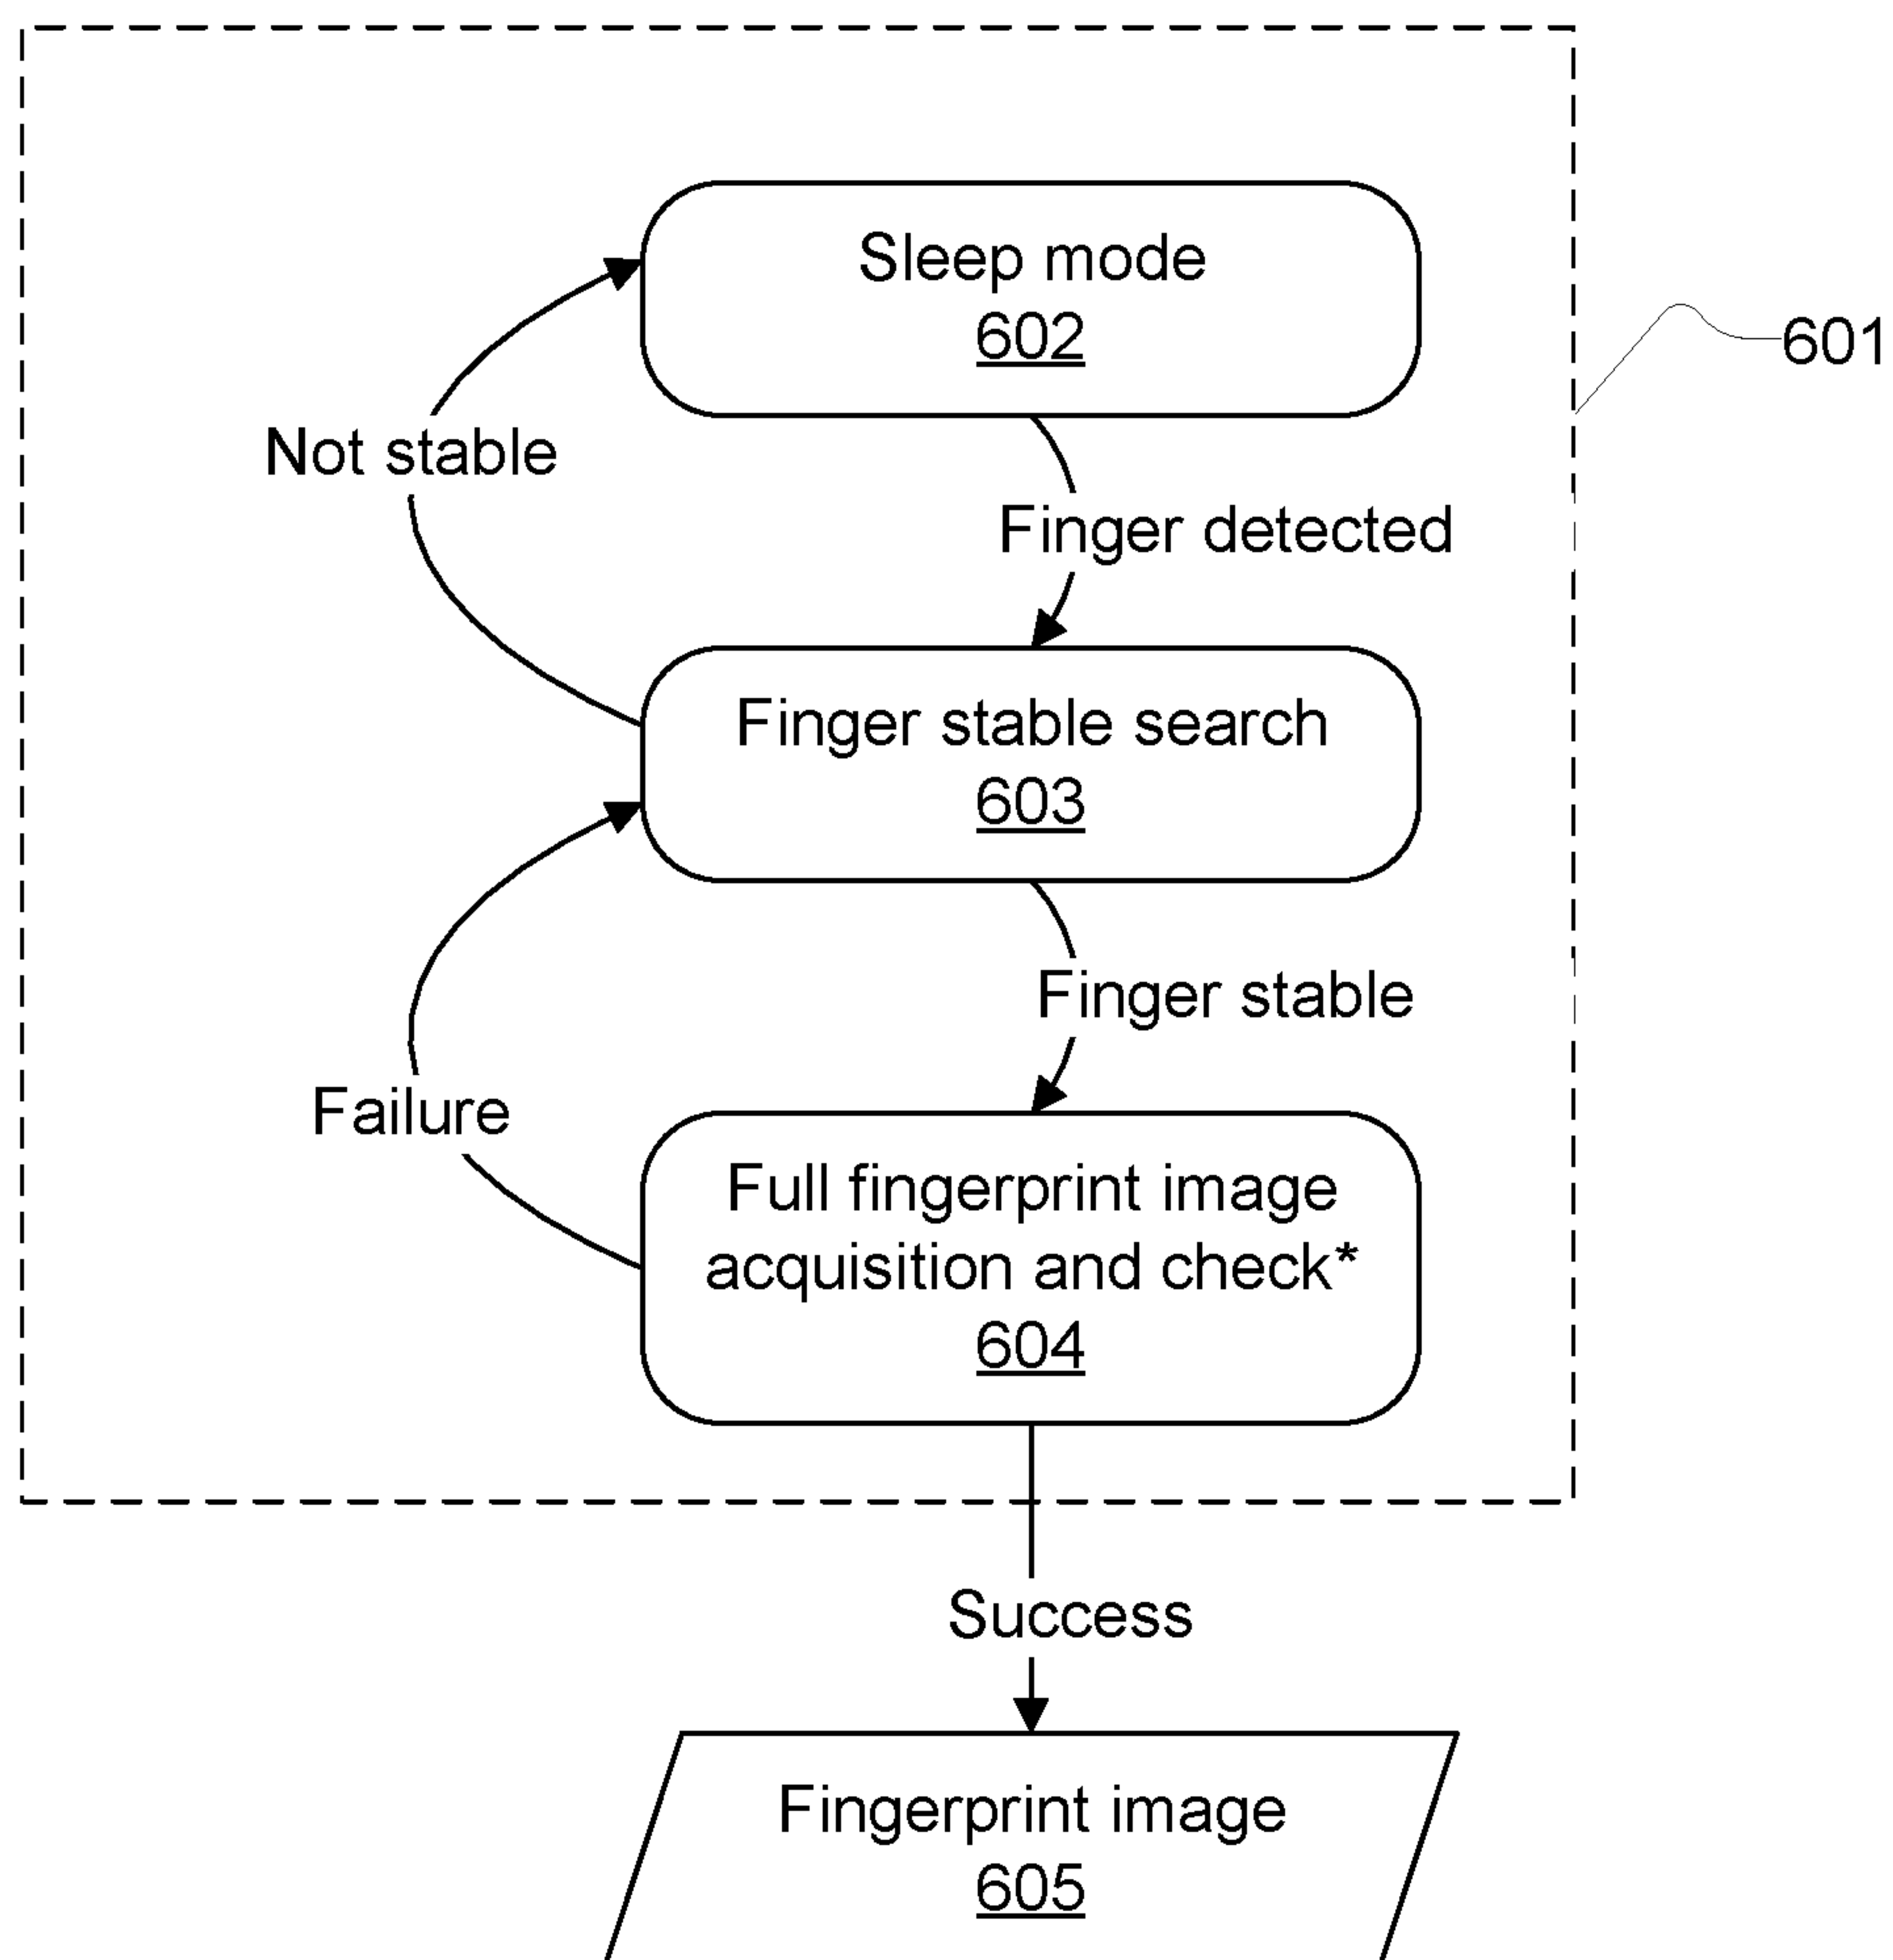 Sleep mode
602
601
Not stable
Finger detected
Finger stable search
603
Finger stable
Failure
Full fingerprint image
acquisition and check*
604
Success
Fingerprint image
605